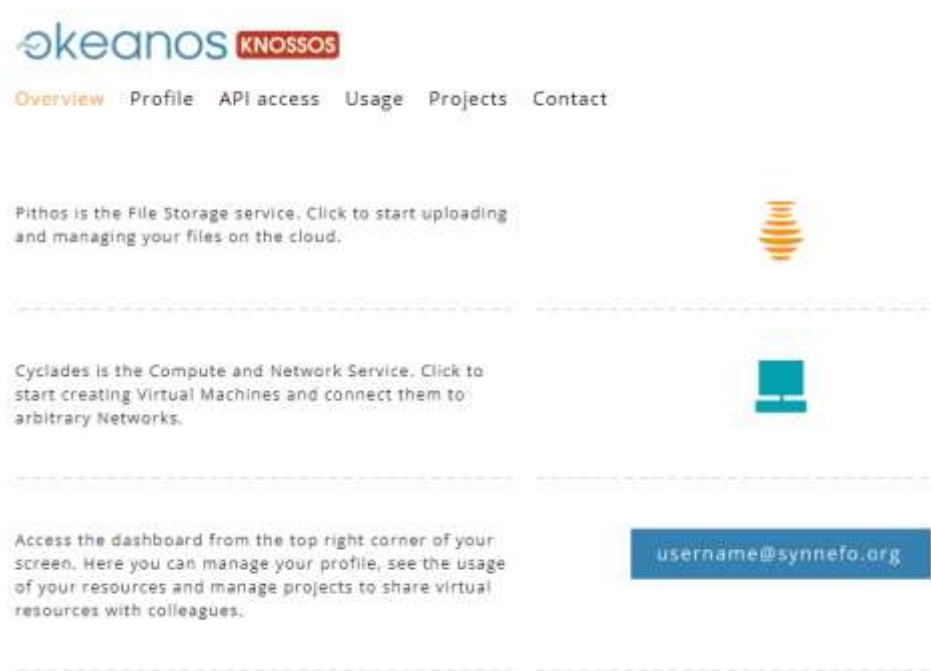 okeanos KNOSSOS
Overview Profile API access Usage Projects Contact
Pithos is the File Storage service. Click to start uploading
and managing your files on the cloud.
Cyclades is the Compute and Network Service. Click to
start creating Virtual Machines and connect them to
arbitrary Networks.
Access the dashboard from the top right corner of your
screen. Here you can manage your profile, see the usage
of your resources and manage projects to share virtual
resources with colleagues.
username@synnefo.org